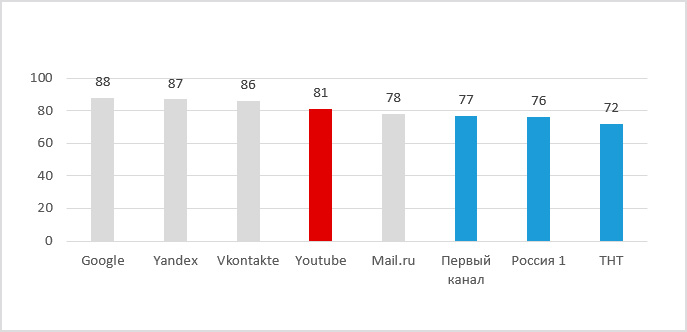 88
87
86
81
78
77
76
72
100
80
60
40
20
0
Google
Yandex
Vkontakte
Youtube
Mail.ru
Первый
канал
Россия 1
ТНТ